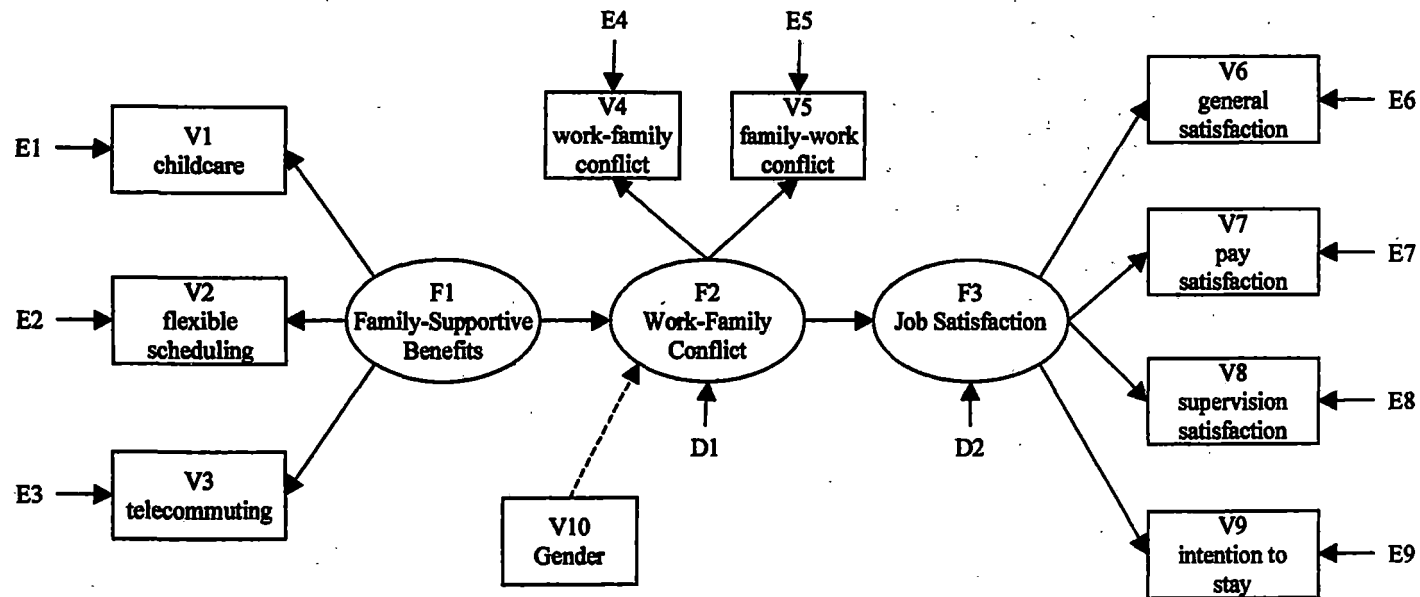 E4
E5
V4
work-family
conflict
V5
family-work
conflict
V6
general
satisfaction
E6
E1
V1
childcare
V7
pay
satisfaction
E7
E2
V2
flexible
scheduling
F1
Family-Supportive
Benefits
F2
Work-Family
Conflict
F3
Job Satisfaction
V8
supervision
satisfaction
E8
D1
D2
E3
V3
telecommuting
V10
Gender
V9
intention to
stay
E9